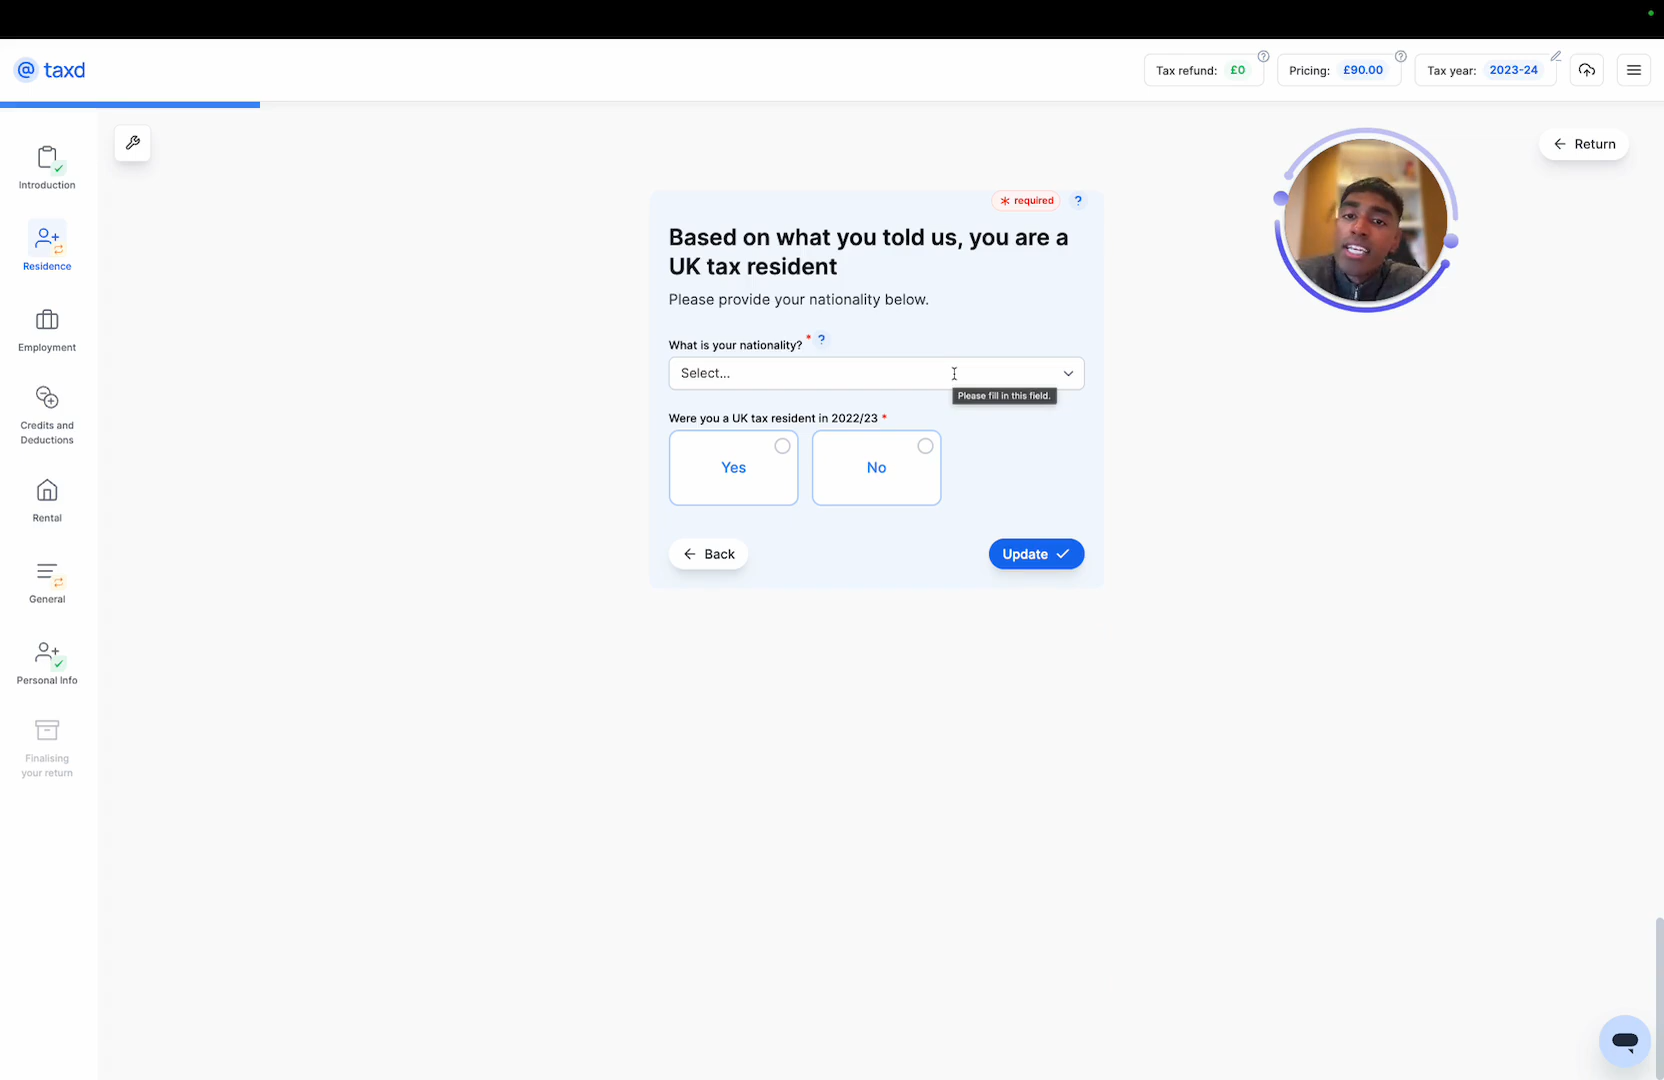 taxd
Tax refund: £0 ?
Pricing: £90.00 ?
Tax year: 2023-24
Introduction
Residence
Employment
Credits and
Deductions
Rental
General
Personal Info
Finalising
your return
Return
* required ?
Based on what you told us, you are a
UK tax resident
Please provide your nationality below.
What is your nationality? * ?
Select...
Please fill in this field.
Were you a UK tax resident in 2022/23 *
Yes
No
Back
Update